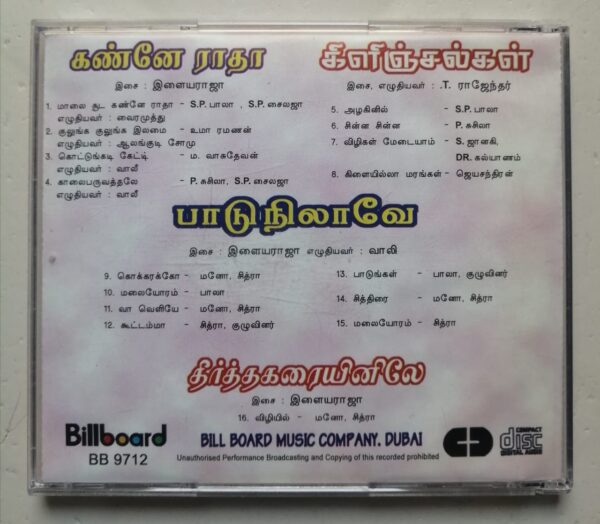 கண்னே ராதா
இசை : இளையராஜா
1. மாலை சூட கண்னே ராதா - S.P. பாலா , S.P. சைலஜா
எழுதியவர் : வைரமுத்து
2. குலுங்க குலுங்க இலமை - உமா ரமணன்
எழுதியவர் : ஆலங்குடி சோமு
3. கொட்டுங்கடி கேட்டி - ம. வாசுதேவன்
எழுதியவர் : வாலீ
4. காலைபருவத்தலே - P. சுசிலா, S.P. சைலஜா
எழுதியவர் : வாலீ
கிளிஞ்சல்கள்
இசை, எழுதியவர் : .T. ராஜேந்தர்
5. அழகினில் - S.P. பாலா
6. சின்ன சின்ன - P. சுசிலா
7. விழிகள் மேடையாம் - S. ஜானகி,
DR. கல்யாணம்
8. கிளையில்லா மரங்கள் - ஜெயசந்திரன்
பாடு நிலாவே
இசை : இளையராஜா எழுதியவர் : வாலி
9. கொக்கரக்கோ - மனோ, சித்ரா
10. மலையோரம் - பாலா
11. வா வெளியே - மனோ, சித்ரா
12. கூட்டம்மா - சித்ரா, குழுவினர்
13. பாடுங்கள் - பாலா, குழுவினர்
14. சித்திரை - மனோ, சித்ரா
15. மலையோரம் - சித்ரா
தீர்த்தகரையினிலே
இசை : இளையராஜா
16. விழியில் - மனோ, சித்ரா
Billboard
BB 9712
BILL BOARD MUSIC COMPANY. DUBAI
Unauthorised Performance Broadcasting and Copying of this recorded prohibited
CD
COMPACT
disc
DIGITAL AUDIO